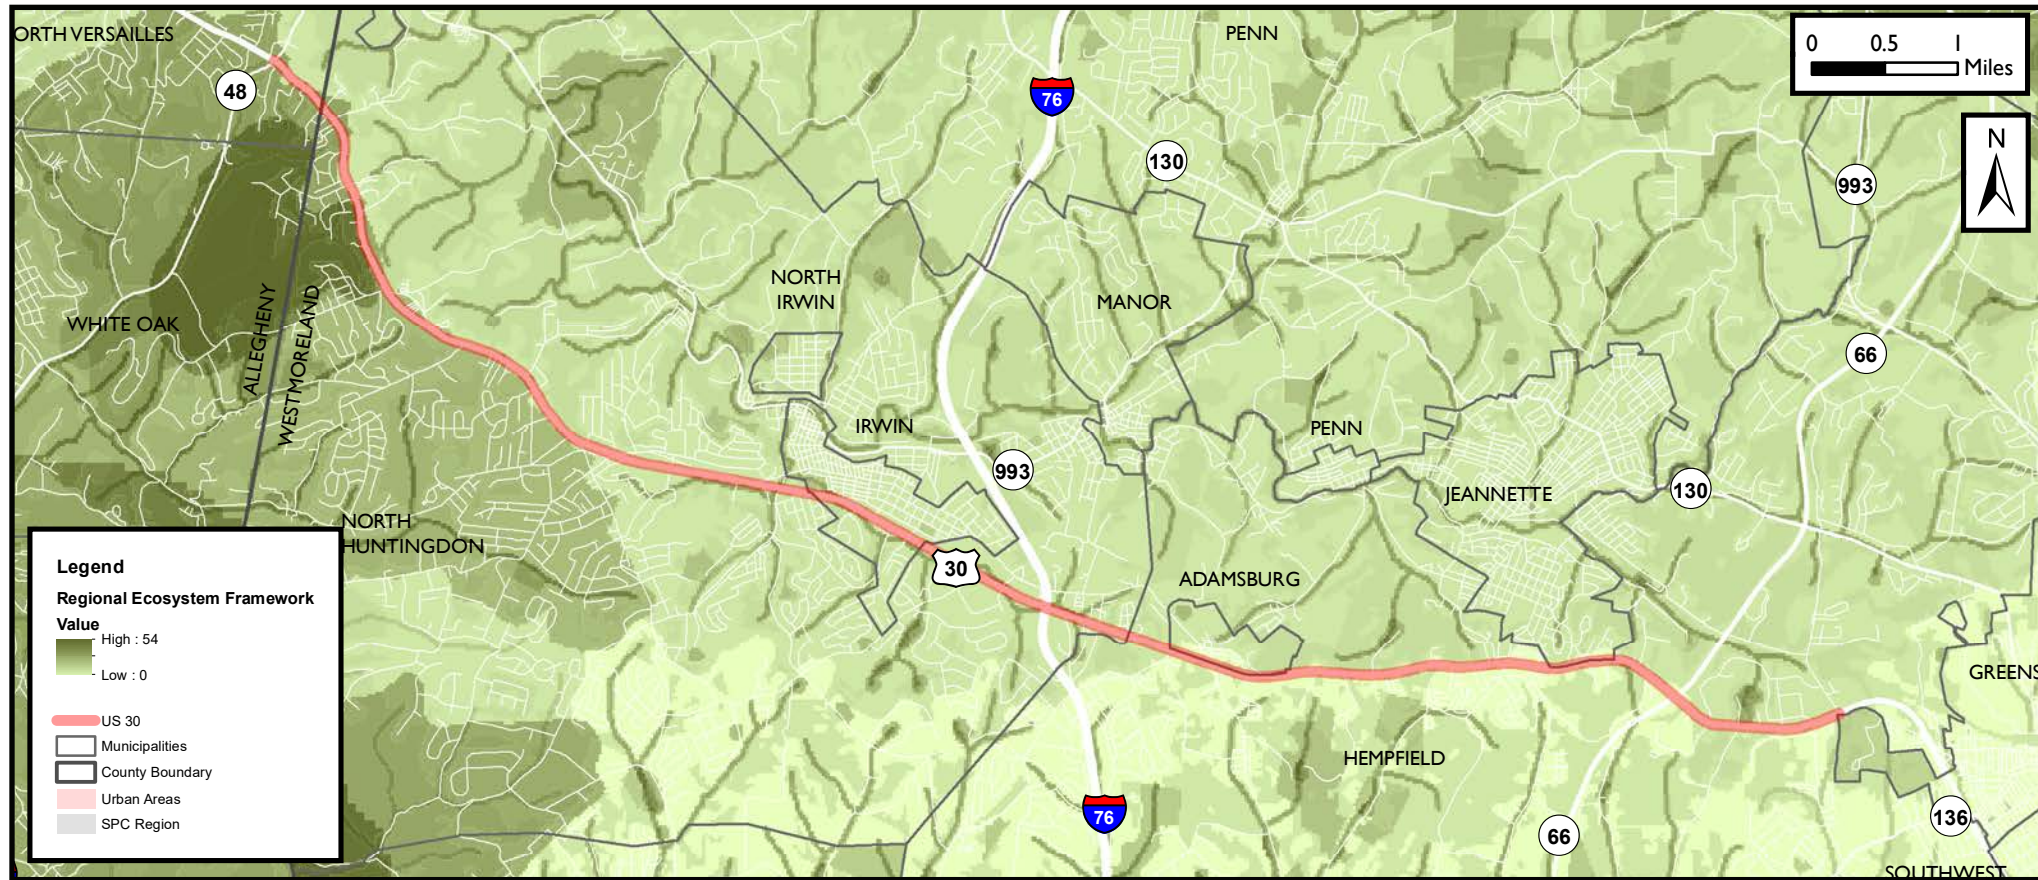 ORTH VERSAILLES
PENN
0 0.5 1
Miles
48
76
N
130
993
NORTH
IRWIN
MANOR
WHITE OAK
ALLEGHENY
WESTMORELAND
66
IRWIN
PENN
993
JEANNETTE
130
NORTH
HUNTINGDON
30
ADAMSBURG
Legend
Regional Ecosystem Framework
Value
High : 54
Low : 0
US 30
Municipalities
County Boundary
Urban Areas
SPC Region
GREENS
HEMPFIELD
76
66
136
SOUTHWEST